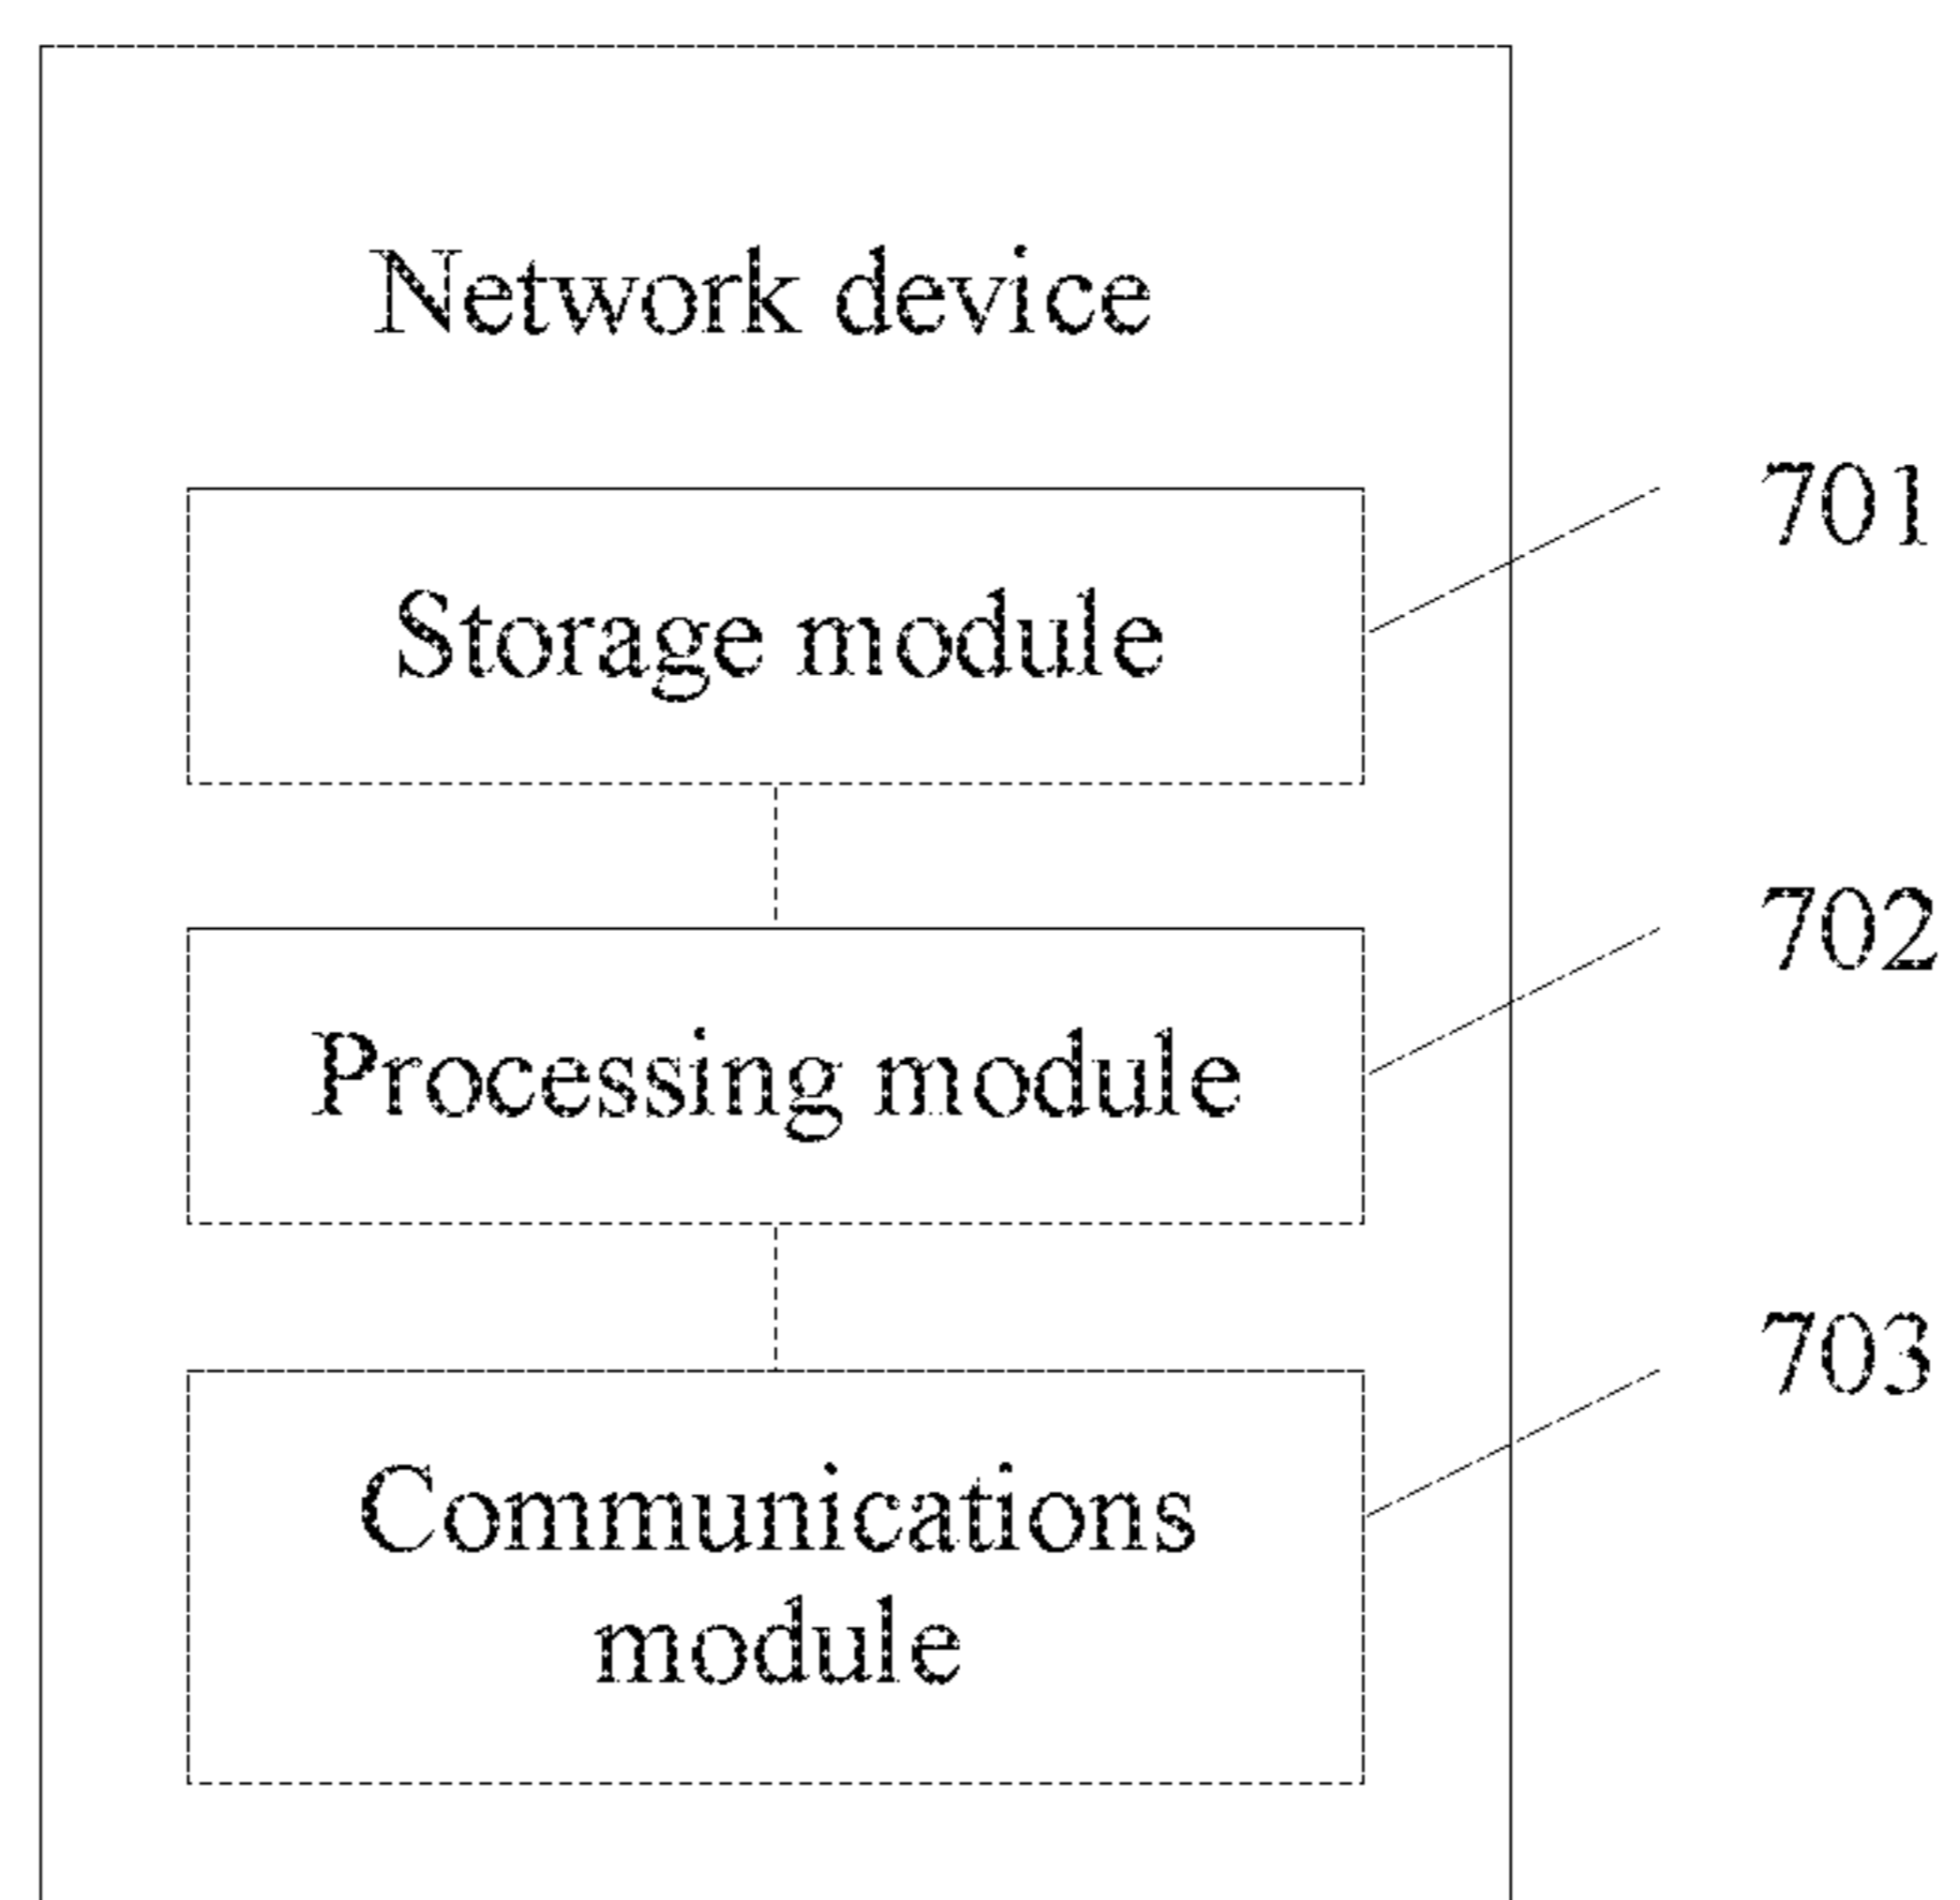 Network device
701
Storage module
702
Processing module
703
Communications
module